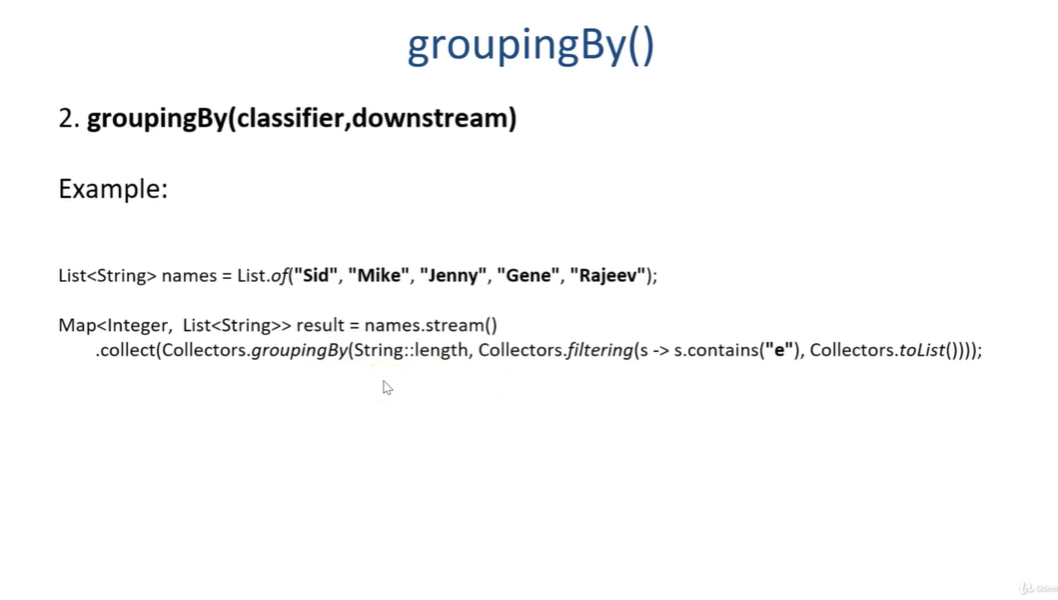 groupingBy()
2. groupingBy(classifier,downstream)
Example:
List<String> names = List.of("Sid", "Mike", "Jenny", "Gene", "Rajeev");
Map<Integer, List<String>> result = names.stream()
.collect(Collectors.groupingBy(String::length, Collectors.filtering(s -> s.contains("e"), Collectors.toList())));
Udemy